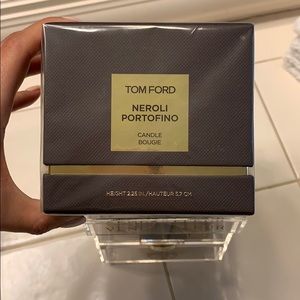 TOM FORD
NEROLI
PORTOFINO
CANDLE
BOUGIE
HEIGHT 2.25 IN./HAUTEUR 5.7 CM